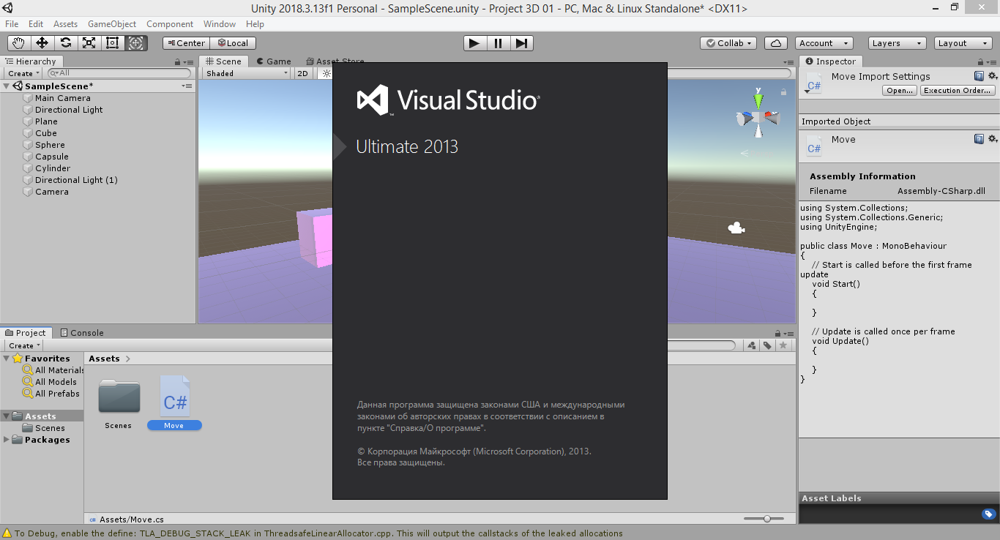 Unity 2018.3.13f1 Personal - SampleScene.unity - Project 3D 01 - PC, Mac & Linux Standalone* <DX11>
File Edit Assets GameObject Component Window Help
Center Local Collab Account Layers Layout
Hierarchy
Create All
SampleScene*
Main Camera
Directional Light
Plane
Cube
Sphere
Capsule
Cylinder
Directional Light (1)
Camera
Scene Game Asset Store
Shaded 2D
y
Visual Studio
Ultimate 2013
Данная программа защищена законами США и международными
законами об авторских правах в соответствии с описанием в
пункте "Справка/О программе".
© Корпорация Майкрософт (Microsoft Corporation), 2013.
Все права защищены.
Inspector
C# Move Import Settings
Open... Execution Order...
Imported Object
C# Move
Assembly Information
Filename Assembly-CSharp.dll
using System.Collections;
using System.Collections.Generic;
using UnityEngine;
public class Move : MonoBehaviour
{
// Start is called before the first frame
update
void Start()
{
}
// Update is called once per frame
void Update()
{
}
}
Asset Labels
Project Console
Create
Favorites
All Materials
All Models
All Prefabs
Assets
Scenes
Packages
Assets
C#
Scenes Move
C# Assets/Move.cs
To Debug, enable the define: TLA_DEBUG_STACK_LEAK in ThreadsafeLinearAllocator.cpp. This will output the callstacks of the leaked allocations